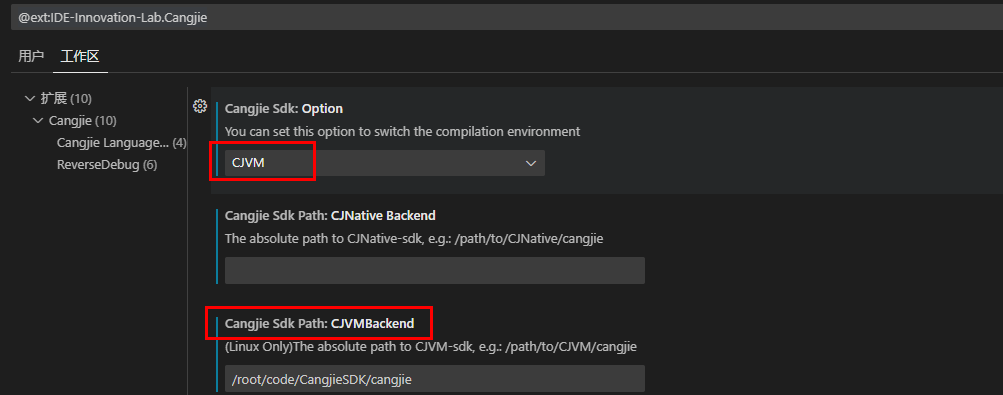 @ext:IDE-Innovation-Lab.Cangjie
用户 工作区
扩展 (10)
Cangjie (10)
Cangjie Language... (4)
ReverseDebug (6)
Cangjie Sdk: Option
You can set this option to switch the compilation environment
CJVM
Cangjie Sdk Path: CJNative Backend
The absolute path to CJNative-sdk, e.g.: /path/to/CJNative/cangjie
Cangjie Sdk Path: CJVMBackend
(Linux Only)The absolute path to CJVM-sdk, e.g.: /path/to/CJVM/cangjie
/root/code/CangjieSDK/cangjie